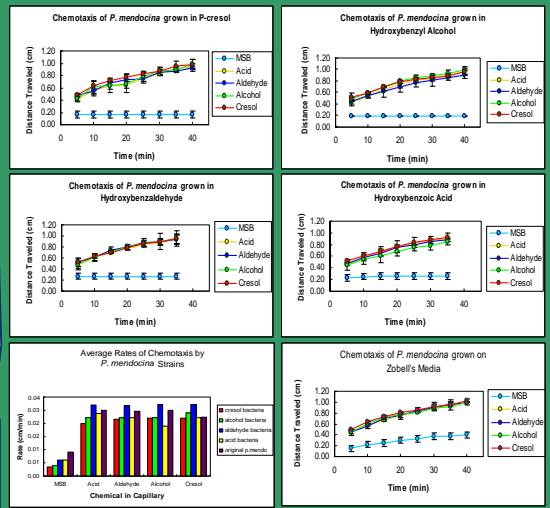 Chemotaxis of P. mendocina grown in P-cresol
Distance Traveled (cm)
1.20
1.00
0.80
0.60
0.40
0.20
0.00
0 10 20 30 40
Time (min)
MSB
Acid
Aldehyde
Alcohol
Cresol
Chemotaxis of P. mendocina grown in
Hydroxybenzyl Alcohol
Distance Traveled (cm)
1.20
1.00
0.80
0.60
0.40
0.20
0.00
0 10 20 30 40
Time (min)
MSB
Acid
Aldehyde
Alcohol
Cresol
Chemotaxis of P. mendocina grown in
Hydroxybenzaldehyde
Distance Traveled (cm)
1.20
1.00
0.80
0.60
0.40
0.20
0.00
0 10 20 30 40
Time (min)
MSB
Acid
Aldehyde
Alcohol
Cresol
Chemotaxis of P. mendocina grown in
Hydroxybenzoic Acid
Distance Traveled (cm)
1.20
1.00
0.80
0.60
0.40
0.20
0.00
0 10 20 30 40
Time (min)
MSB
Acid
Aldehyde
Alcohol
Cresol
Average Rates of Chemotaxis by
P. mendocina Strains
Rate (cm/min)
0.04
0.03
0.02
0.01
0.00
MSB Acid Aldehyde Alcohol Cresol
Chemical in Capillary
cresol bacteria
alcohol bacteria
aldehyde bacteria
acid bacteria
original p.mendo
Chemotaxis of P. mendocina grown on
Zobell's Media
Distance Traveled (cm)
1.20
1.00
0.80
0.60
0.40
0.20
0.00
0 10 20 30 40
Time (min)
MSB
Acid
Aldehyde
Alcohol
Cresol